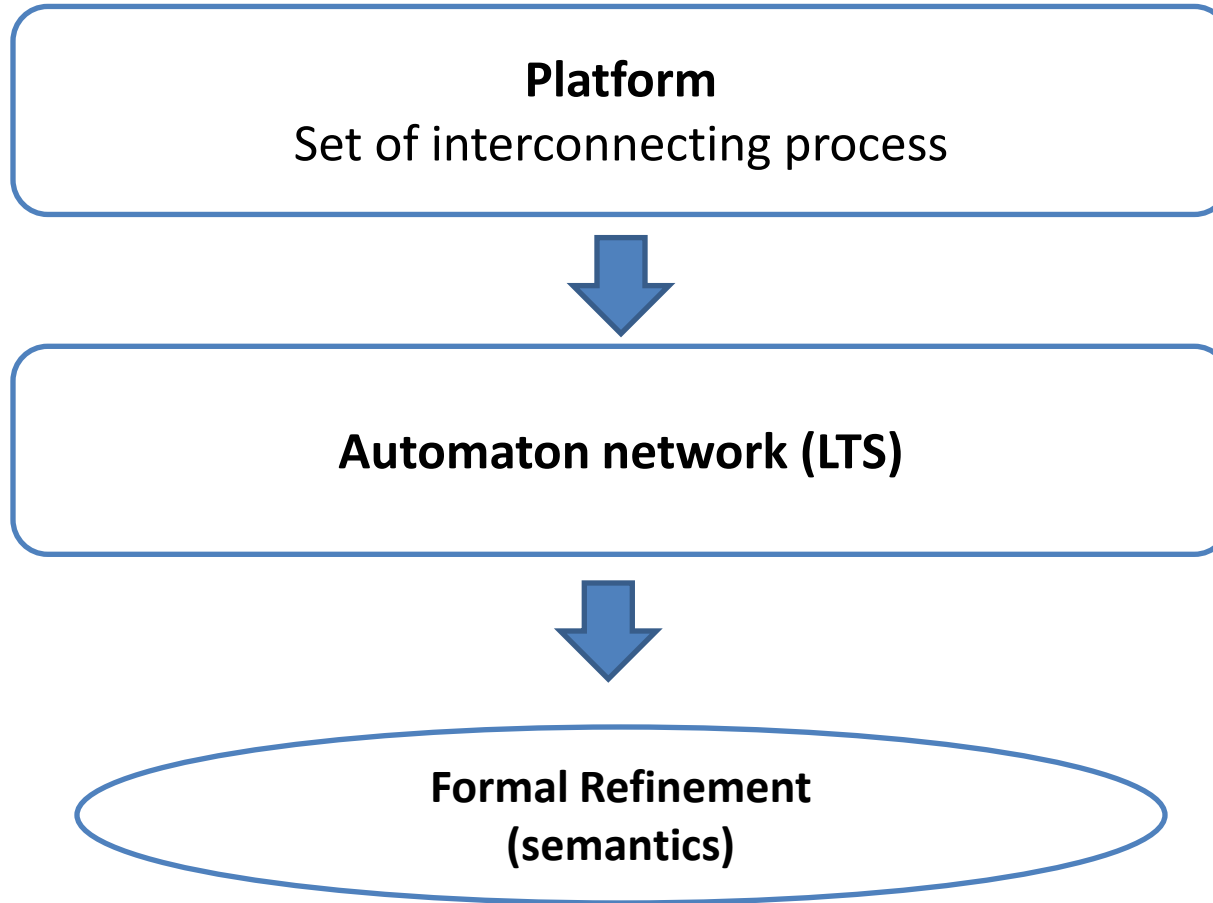 Platform
Set of interconnecting process
Automaton network (LTS)
Formal Refinement
(semantics)